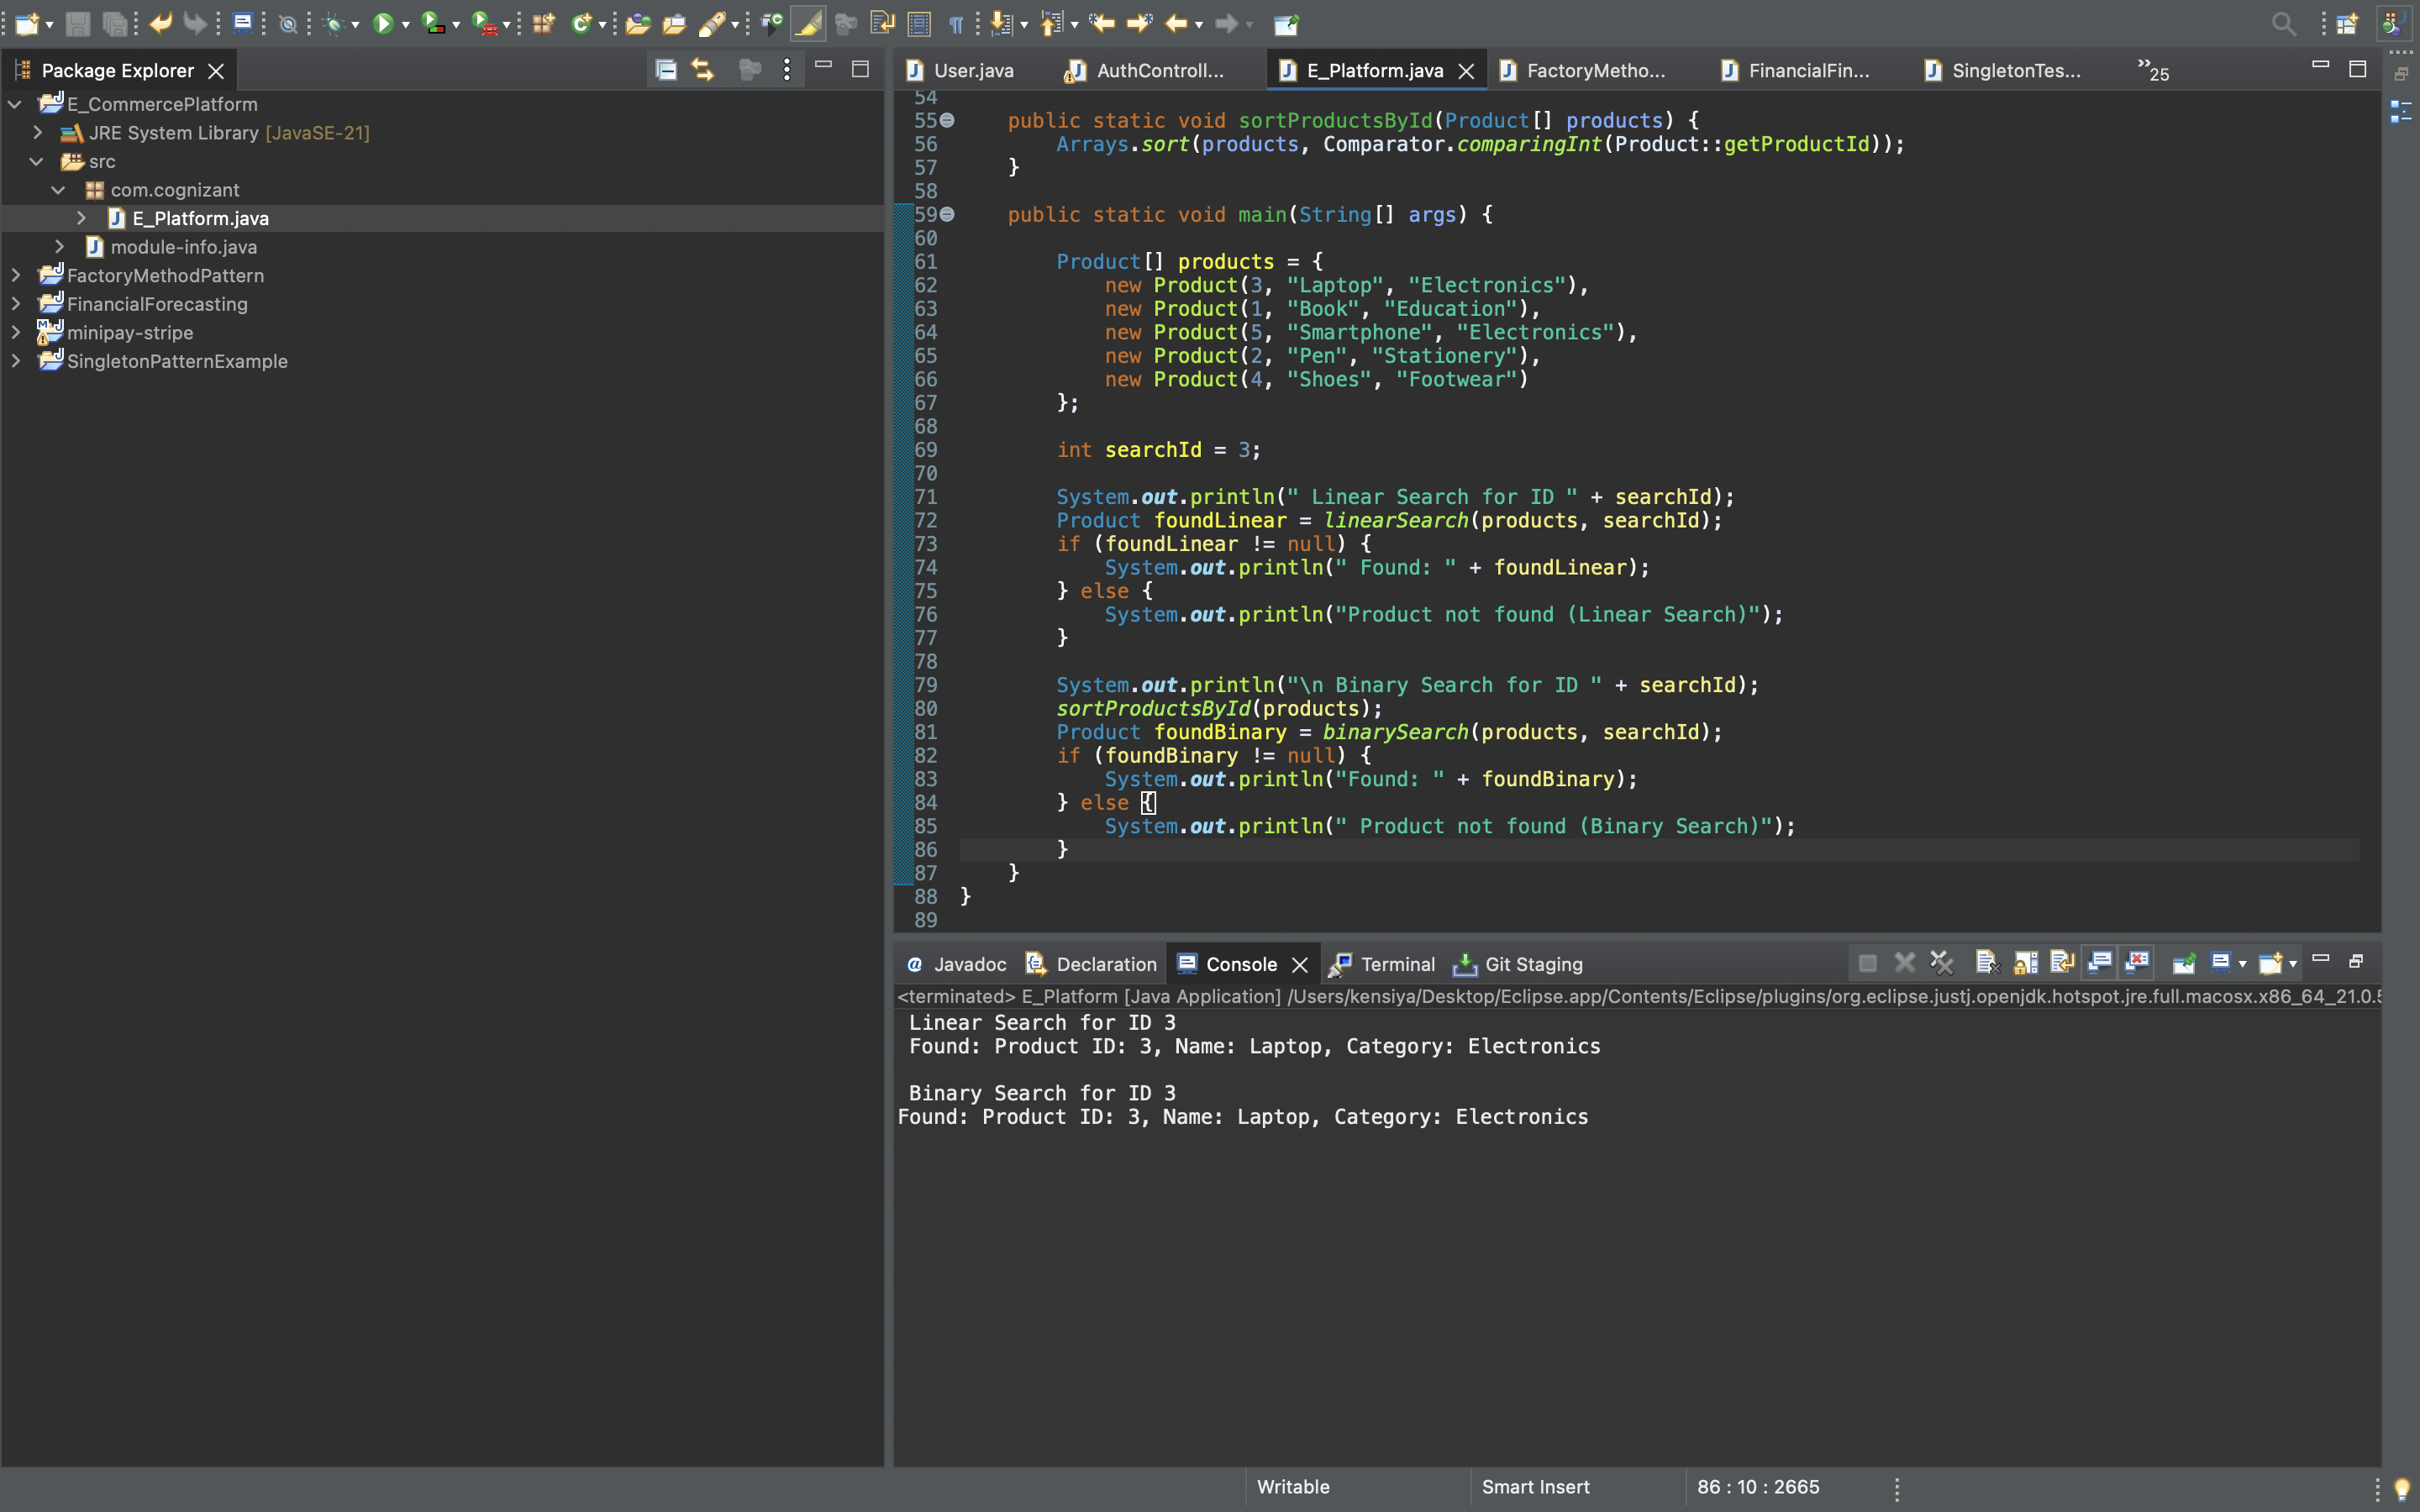 Package Explorer
E_CommercePlatform
JRE System Library [JavaSE-21]
src
com.cognizant
E_Platform.java
module-info.java
FactoryMethodPattern
FinancialForecasting
minipay-stripe
SingletonPatternExample
User.java AuthControll... E_Platform.java FactoryMetho... FinancialFin... SingletonTes... »25
54
55 public static void sortProductsById(Product[] products) {
56 Arrays.sort(products, Comparator.comparingInt(Product::getProductId));
57 }
58
59 public static void main(String[] args) {
60
61 Product[] products = {
62 new Product(3, "Laptop", "Electronics"),
63 new Product(1, "Book", "Education"),
64 new Product(5, "Smartphone", "Electronics"),
65 new Product(2, "Pen", "Stationery"),
66 new Product(4, "Shoes", "Footwear")
67 };
68
69 int searchId = 3;
70
71 System.out.println(" Linear Search for ID " + searchId);
72 Product foundLinear = linearSearch(products, searchId);
73 if (foundLinear != null) {
74 System.out.println(" Found: " + foundLinear);
75 } else {
76 System.out.println("Product not found (Linear Search)");
77 }
78
79 System.out.println("\n Binary Search for ID " + searchId);
80 sortProductsById(products);
81 Product foundBinary = binarySearch(products, searchId);
82 if (foundBinary != null) {
83 System.out.println("Found: " + foundBinary);
84 } else {
85 System.out.println(" Product not found (Binary Search)");
86 }
87 }
88 }
89
@ Javadoc Declaration Console Terminal Git Staging
<terminated> E_Platform [Java Application] /Users/kensiya/Desktop/Eclipse.app/Contents/Eclipse/plugins/org.eclipse.justj.openjdk.hotspot.jre.full.macosx.x86_64_21.0.5
Linear Search for ID 3
Found: Product ID: 3, Name: Laptop, Category: Electronics
Binary Search for ID 3
Found: Product ID: 3, Name: Laptop, Category: Electronics
Writable Smart Insert 86 : 10 : 2665